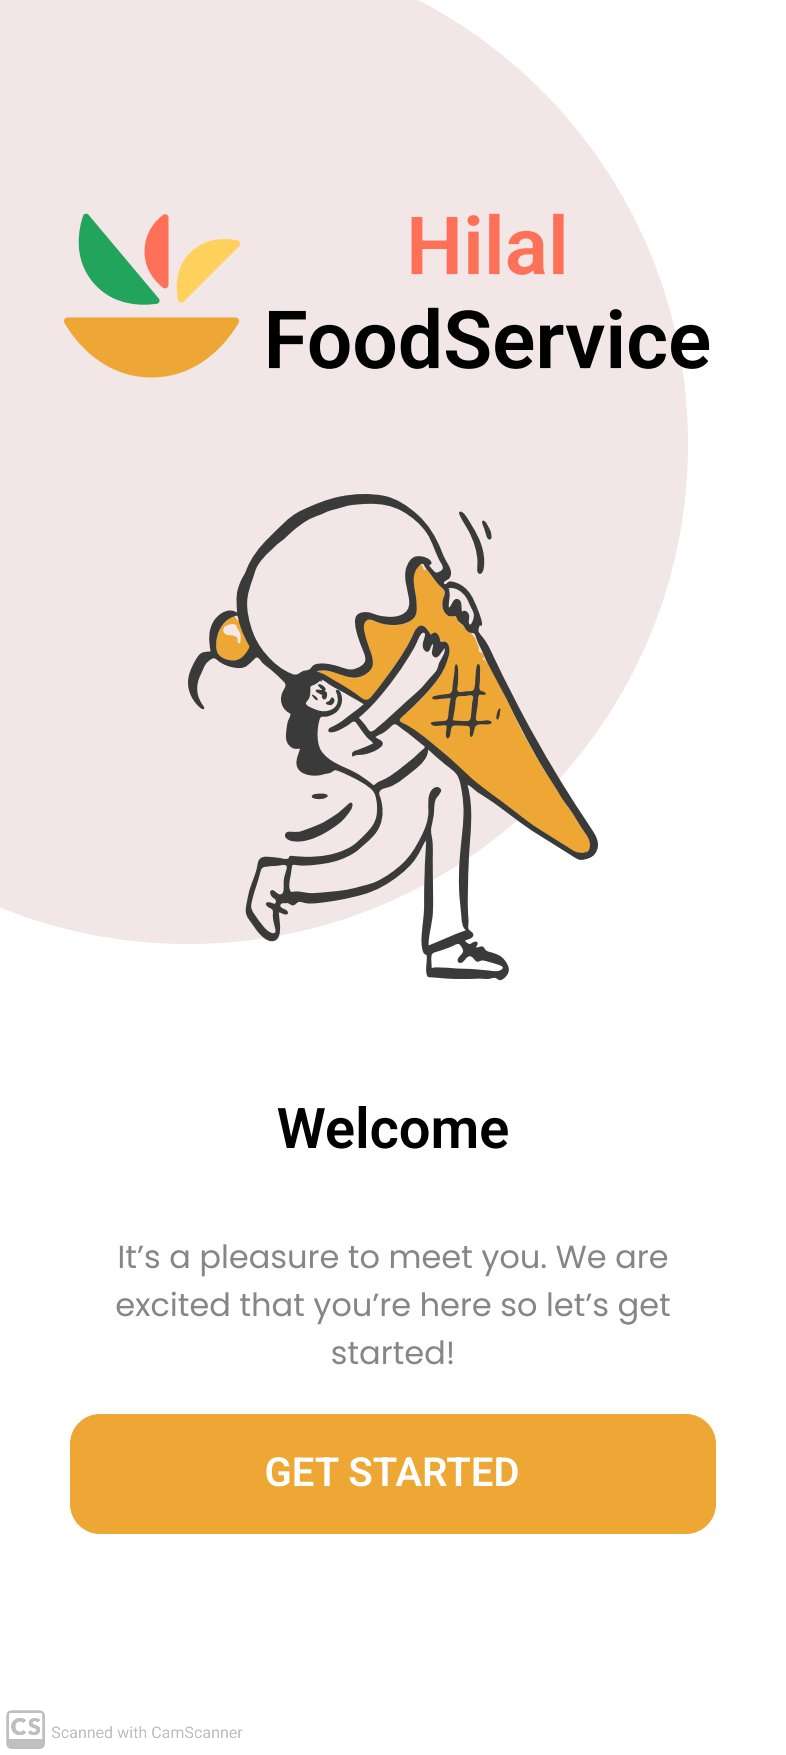 Hilal
FoodService
Welcome
It’s a pleasure to meet you. We are
excited that you’re here so let’s get
started!
GET STARTED
CS Scanned with CamScanner